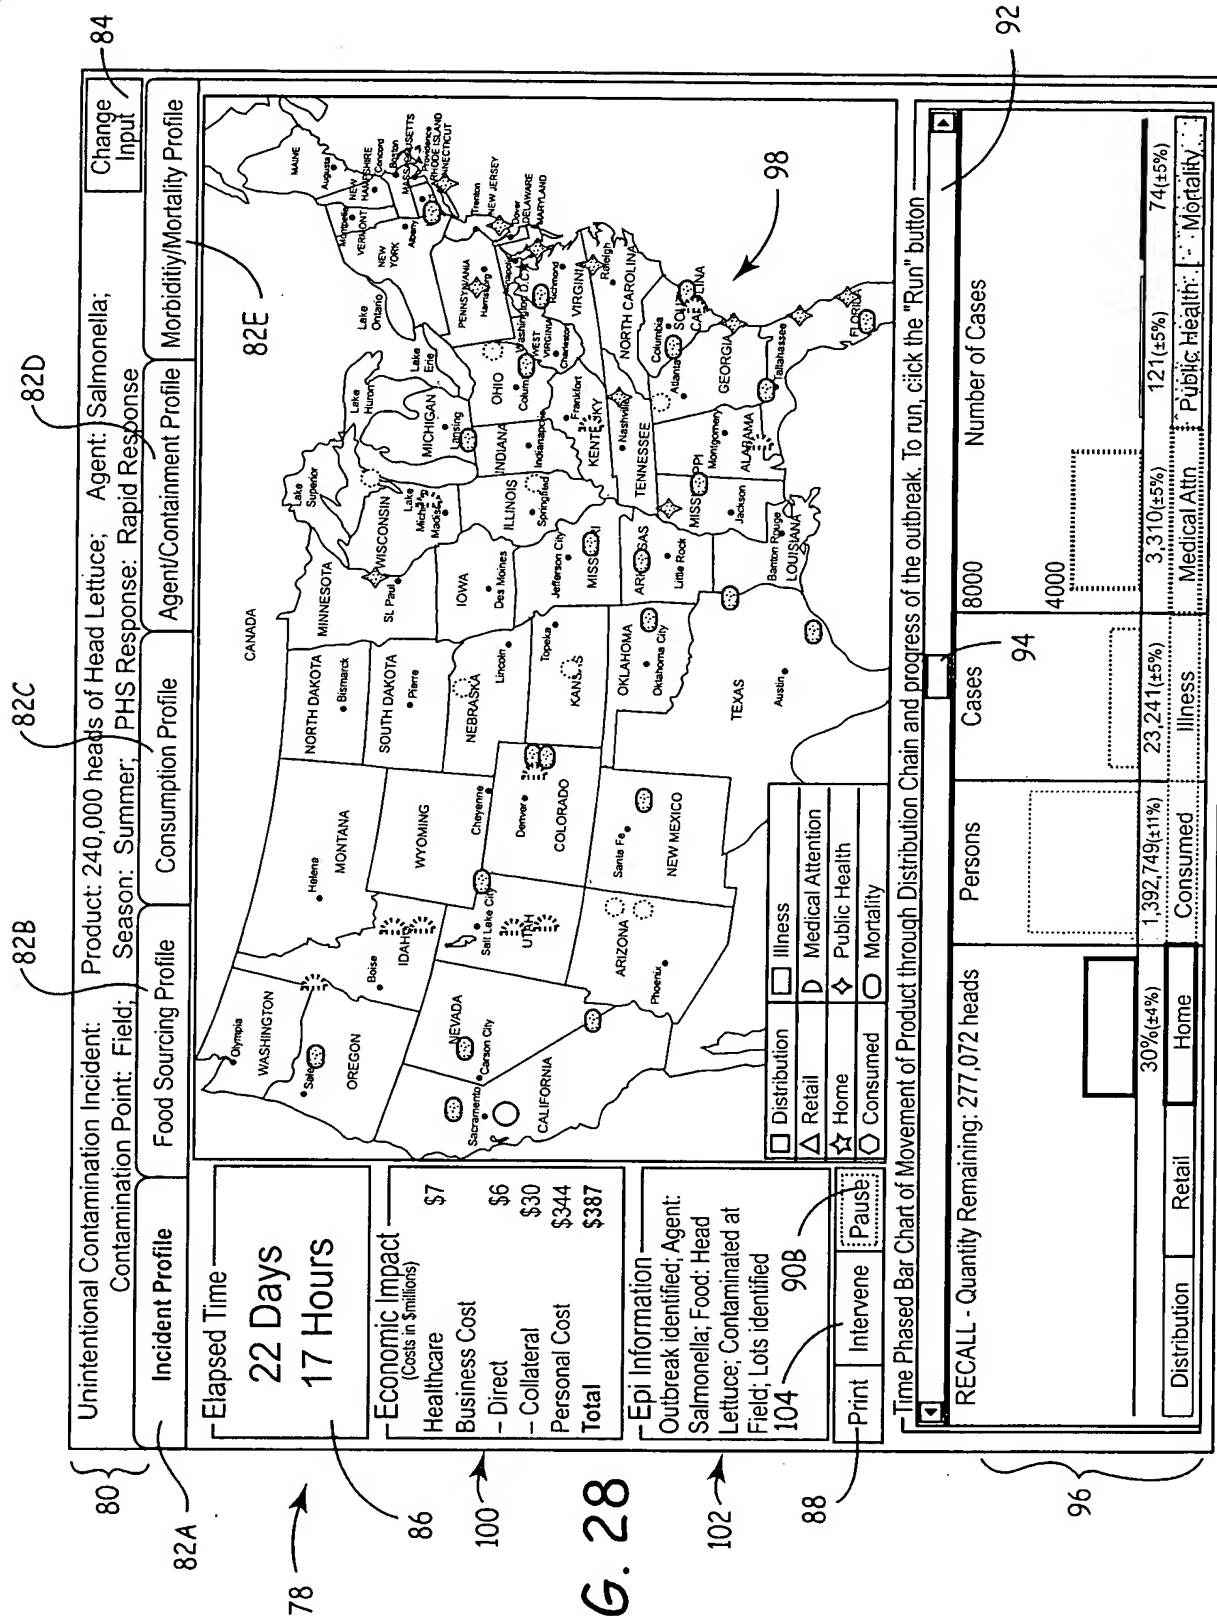 84
82D
82C
82B
80
82A
Unintentional Contamination Incident: Product: 240,000 heads of Head Lettuce; Agent: Salmonella;
Contamination Point: Field; Season: Summer; PHS Response: Rapid Response
Change
Input
Incident Profile
Food Sourcing Profile
Consumption Profile
Agent/Containment Profile
Morbiditiy/Mortality Profile
82E
78
86
Elapsed Time
22 Days
17 Hours
100
Economic Impact
(Costs in $millions)
Healthcare $7
Business Cost
– Direct $6
– Collateral $30
Personal Cost $344
Total $387
102
Epi Information
Outbreak identified; Agent:
Salmonella; Food: Head
Lettuce; Contaminated at
Field; Lots identified
104
90B
88
Print
Intervene
Pause
CANADA
Olympia
WASHINGTON
OREGON
Boise
IDAHO
Helena
MONTANA
NORTH DAKOTA
Bismarck
SOUTH DAKOTA
Pierre
MINNESOTA
St. Paul
WISCONSIN
Lake
Superior
Lake
Huron
Lake
Erie
Lake
Ontario
MICHIGAN
Lansing
NEVADA
Carson City
Sacramento
CALIFORNIA
Salt Lake City
UTAH
WYOMING
Cheyenne
Denver
COLORADO
NEBRASKA
Lincoln
IOWA
Des Moines
ILLINOIS
Springfield
INDIANA
Indianapolis
OHIO
PENNSYLVANIA
Harrisburg
NEW
YORK
Albany
VERMONT
Montpelier
NEW
HAMPSHIRE
Concord
MAINE
Augusta
Boston
MASSACHUSETTS
Providence
RHODE ISLAND
Trenton
NEW JERSEY
Dover
DELAWARE
MARYLAND
Washington D.C.
WEST
VIRGINIA
Charleston
Richmond
VIRGINIA
Raleigh
NORTH CAROLINA
Frankfort
Nashville
TENNESSEE
Topeka
Jefferson City
ARIZONA
Phoenix
Santa Fe
NEW MEXICO
OKLAHOMA
Oklahoma City
Little Rock
TEXAS
Austin
Banton Rouge
LOUISIANA
Jackson
Montgomery
ALABAMA
Atlanta
GEORGIA
Columbia
Tallahassee
98
Distribution
Illness
Retail
Medical Attention
Home
Public Health
Consumed
Mortality
Time Phased Bar Chart of Movement of Product through Distribution Chain and progress of the outbreak. To run, click the "Run" button
92
94
96
RECALL - Quantity Remaining: 277,072 heads
Persons
Cases
Number of Cases
8000
4000
30%(±4%)
1,392,749(±11%)
23,241(±5%)
3,310(±5%)
121(±5%)
74(±5%)
Distribution
Retail
Home
Consumed
Illness
Medical Attn
Public Health
Mortality
G. 28